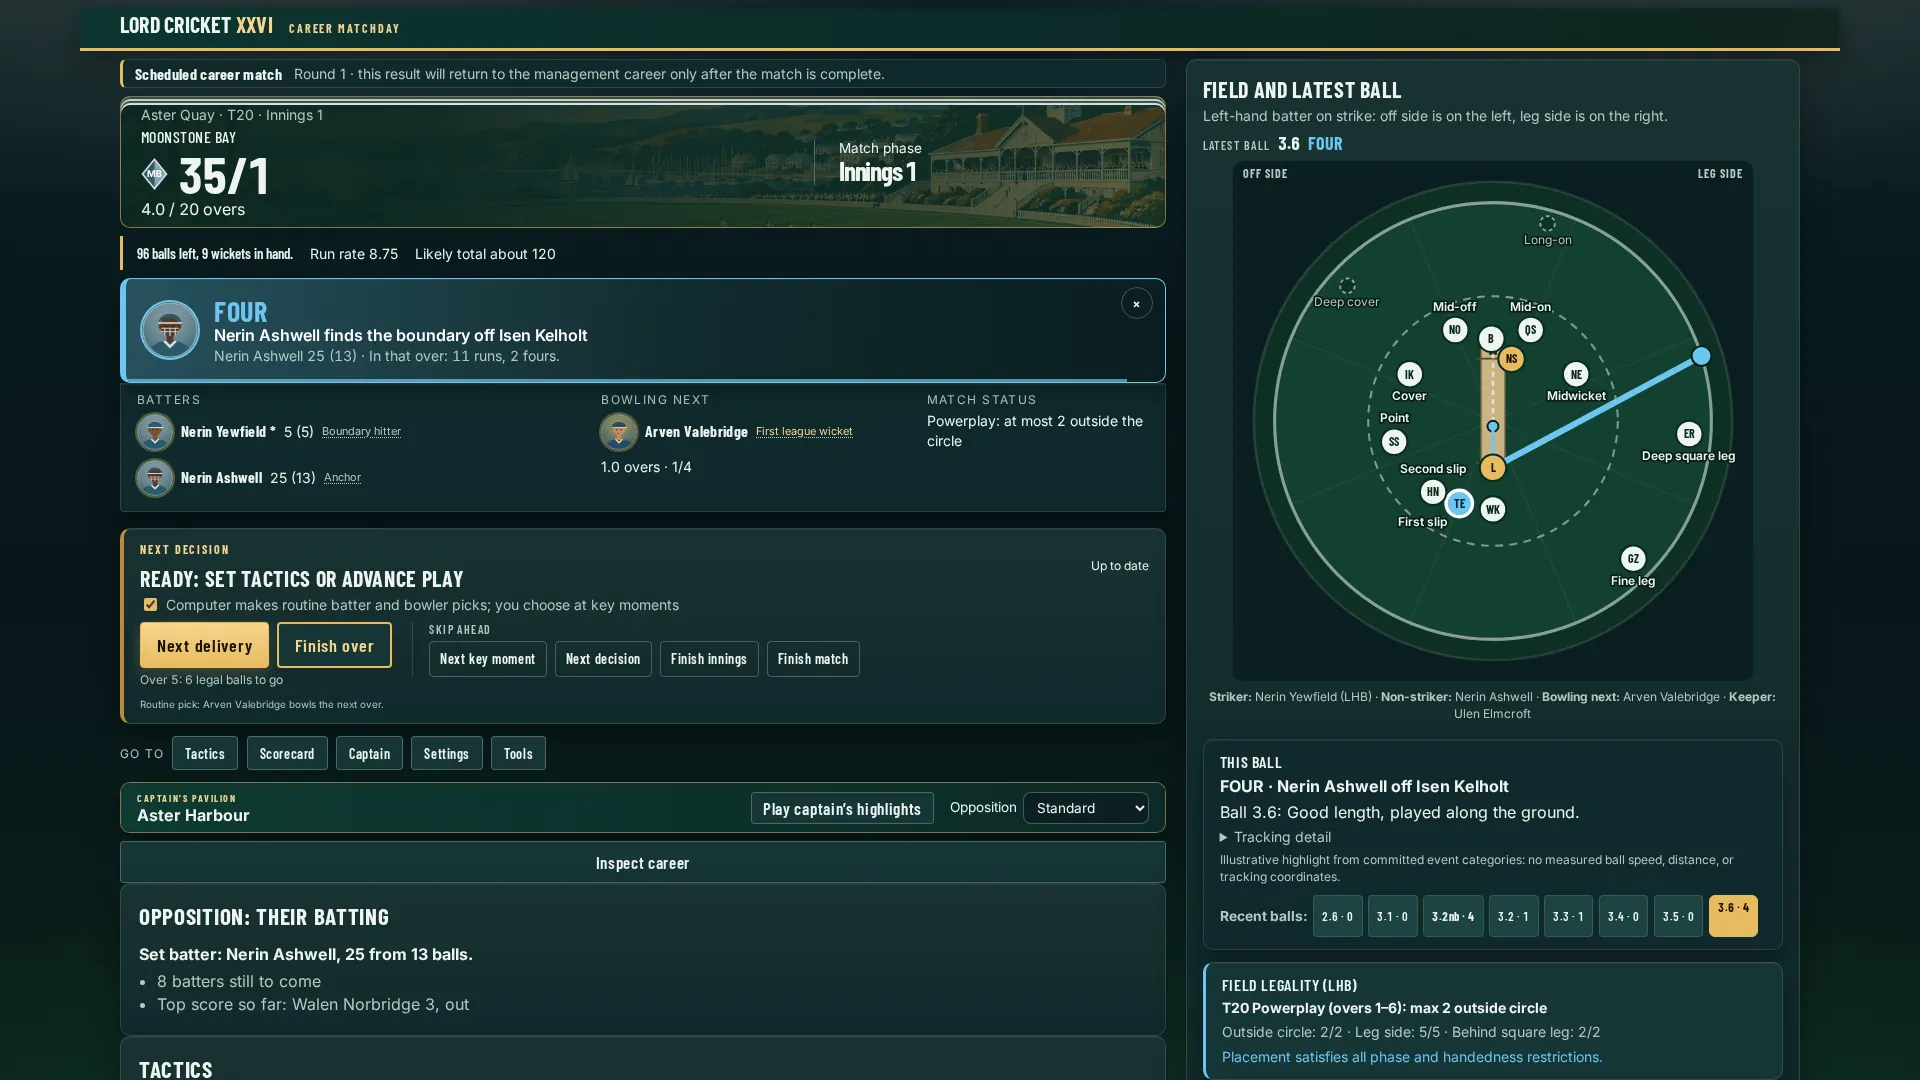 LORD CRICKET XXVI CAREER MATCHDAY
Scheduled career match Round 1 · this result will return to the management career only after the match is complete.
Aster Quay · T20 · Innings 1
MOONSTONE BAY
MB 35/1
4.0 / 20 overs
Match phase
Innings 1
96 balls left, 9 wickets in hand. Run rate 8.75 Likely total about 120
FOUR
Nerin Ashwell finds the boundary off Isen Kelholt
Nerin Ashwell 25 (13) · In that over: 11 runs, 2 fours.
×
BATTERS
Nerin Yewfield * 5 (5) Boundary hitter
Nerin Ashwell 25 (13) Anchor
BOWLING NEXT
Arven Valebridge First league wicket
1.0 overs · 1/4
MATCH STATUS
Powerplay: at most 2 outside the
circle
NEXT DECISION
READY: SET TACTICS OR ADVANCE PLAY
Up to date
Computer makes routine batter and bowler picks; you choose at key moments
Next delivery Finish over
SKIP AHEAD
Next key moment Next decision Finish innings Finish match
Over 5: 6 legal balls to go
Routine pick: Arven Valebridge bowls the next over.
GO TO Tactics Scorecard Captain Settings Tools
CAPTAIN'S PAVILION
Aster Harbour
Play captain’s highlights Opposition Standard
Inspect career
OPPOSITION: THEIR BATTING
Set batter: Nerin Ashwell, 25 from 13 balls.
• 8 batters still to come
• Top score so far: Walen Norbridge 3, out
TACTICS
FIELD AND LATEST BALL
Left-hand batter on strike: off side is on the left, leg side is on the right.
LATEST BALL 3.6 FOUR
OFF SIDE LEG SIDE
Long-on
Deep cover
Mid-off Mid-on
NO B QS
NS
IK NE
Cover Midwicket
Point
SS ER
Deep square leg
Second slip L
HN TE WK
First slip
GZ
Fine leg
Striker: Nerin Yewfield (LHB) · Non-striker: Nerin Ashwell · Bowling next: Arven Valebridge · Keeper:
Ulen Elmcroft
THIS BALL
FOUR · Nerin Ashwell off Isen Kelholt
Ball 3.6: Good length, played along the ground.
▶ Tracking detail
Illustrative highlight from committed event categories: no measured ball speed, distance, or
tracking coordinates.
Recent balls: 2.6 · 0 3.1 · 0 3.2nb · 4 3.2 · 1 3.3 · 1 3.4 · 0 3.5 · 0 3.6 · 4
FIELD LEGALITY (LHB)
T20 Powerplay (overs 1–6): max 2 outside circle
Outside circle: 2/2 · Leg side: 5/5 · Behind square leg: 2/2
Placement satisfies all phase and handedness restrictions.